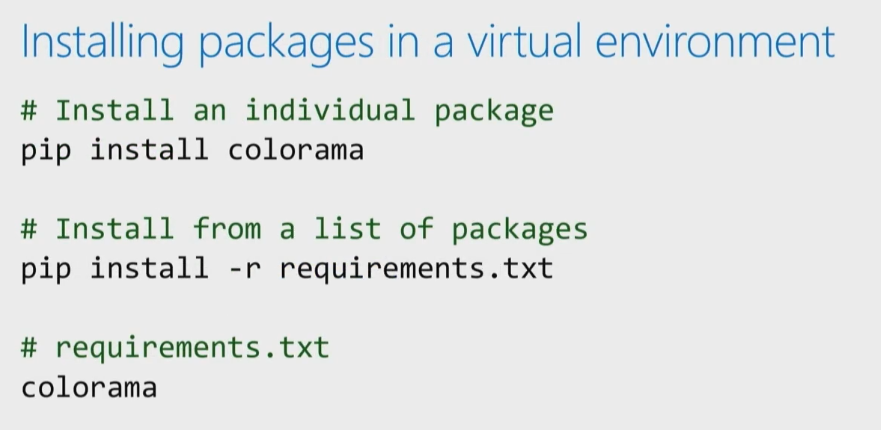 Installing packages in a virtual environment
# Install an individual package
pip install colorama
# Install from a list of packages
pip install -r requirements.txt
# requirements.txt
colorama